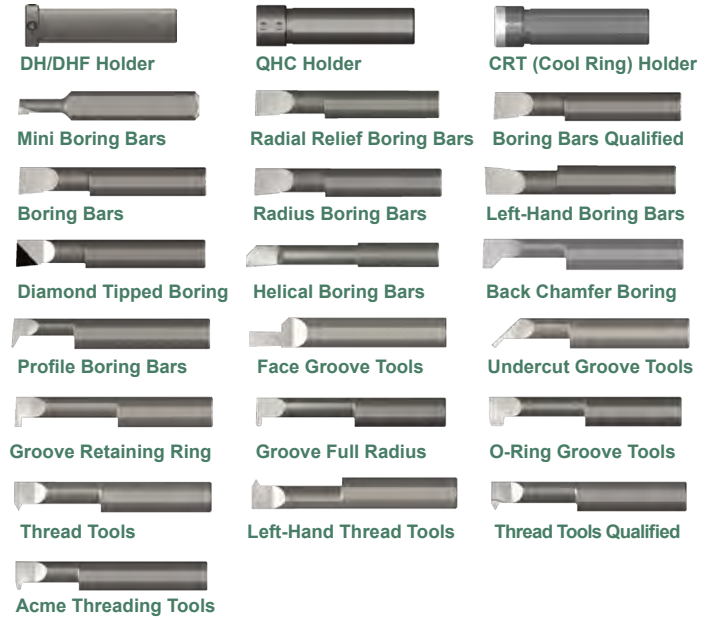 DH/DHF Holder
QHC Holder
CRT (Cool Ring) Holder
Mini Boring Bars
Radial Relief Boring Bars
Boring Bars Qualified
Boring Bars
Radius Boring Bars
Left-Hand Boring Bars
Diamond Tipped Boring
Helical Boring Bars
Back Chamfer Boring
Profile Boring Bars
Face Groove Tools
Undercut Groove Tools
Groove Retaining Ring
Groove Full Radius
O-Ring Groove Tools
Thread Tools
Left-Hand Thread Tools
Thread Tools Qualified
Acme Threading Tools